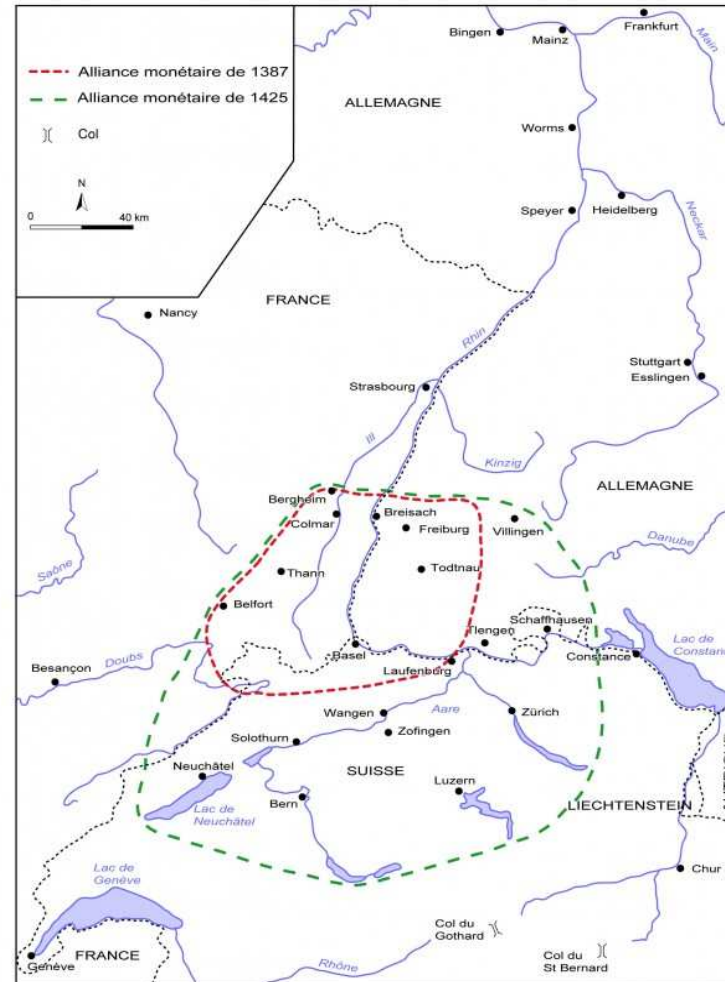 Alliance monétaire de 1387
Alliance monétaire de 1425
Col
N
0
40 km
Bingen
Mainz
Frankfurt
Main
ALLEMAGNE
Worms
Speyer
Heidelberg
Neckar
FRANCE
Nancy
Rhin
Stuttgart
Esslingen
Strasbourg
Ill
Kinzig
ALLEMAGNE
Bergheim
Colmar
Breisach
Freiburg
Villingen
Danube
Saône
Thann
Todtnau
Belfort
Schaffhausen
Lac de
Constance
Tlengen
Basel
Constance
Doubs
Besançon
Laufenburg
Wangen
Aare
Zürich
Zofingen
Solothurn
Neuchâtel
SUISSE
Luzern
Bern
Lac de
Neuchâtel
LIECHTENSTEIN
Lac de
Genève
Chur
Col du
Gothard
Col du
St Bernard
FRANCE
Genève
Rhône